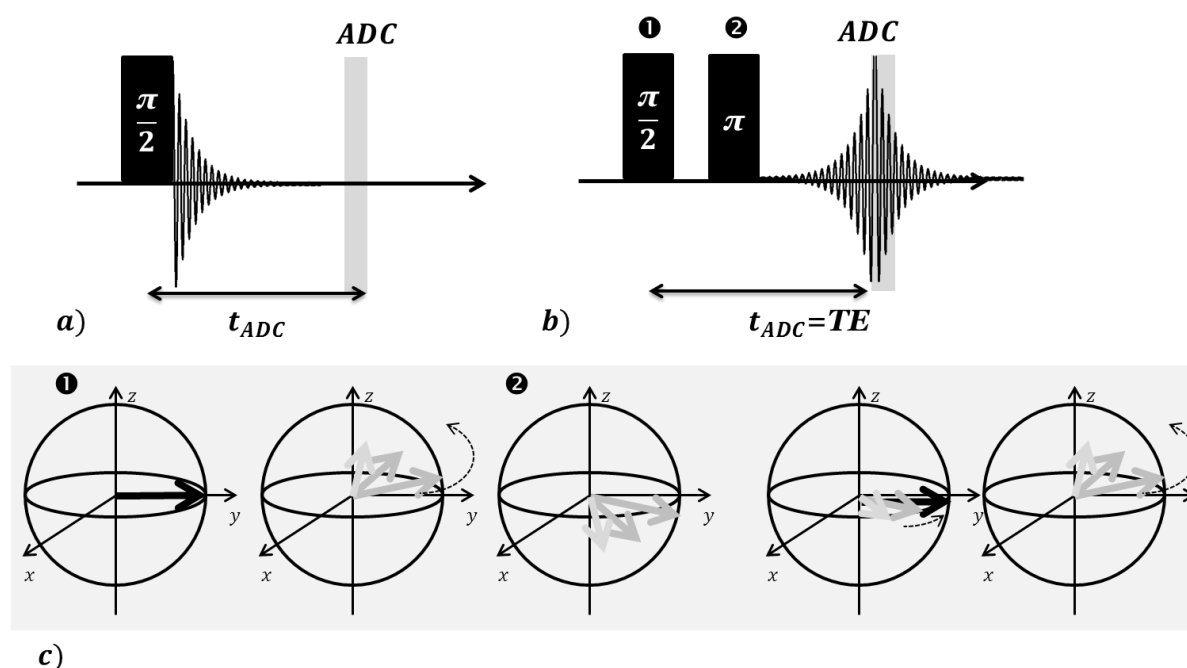 ADC
π/2
t_ADC
a)
❶ ❷
ADC
π/2
π
t_ADC=TE
b)
❶ ❷
z
y
x
z
y
x
z
y
x
z
y
x
z
x
c)